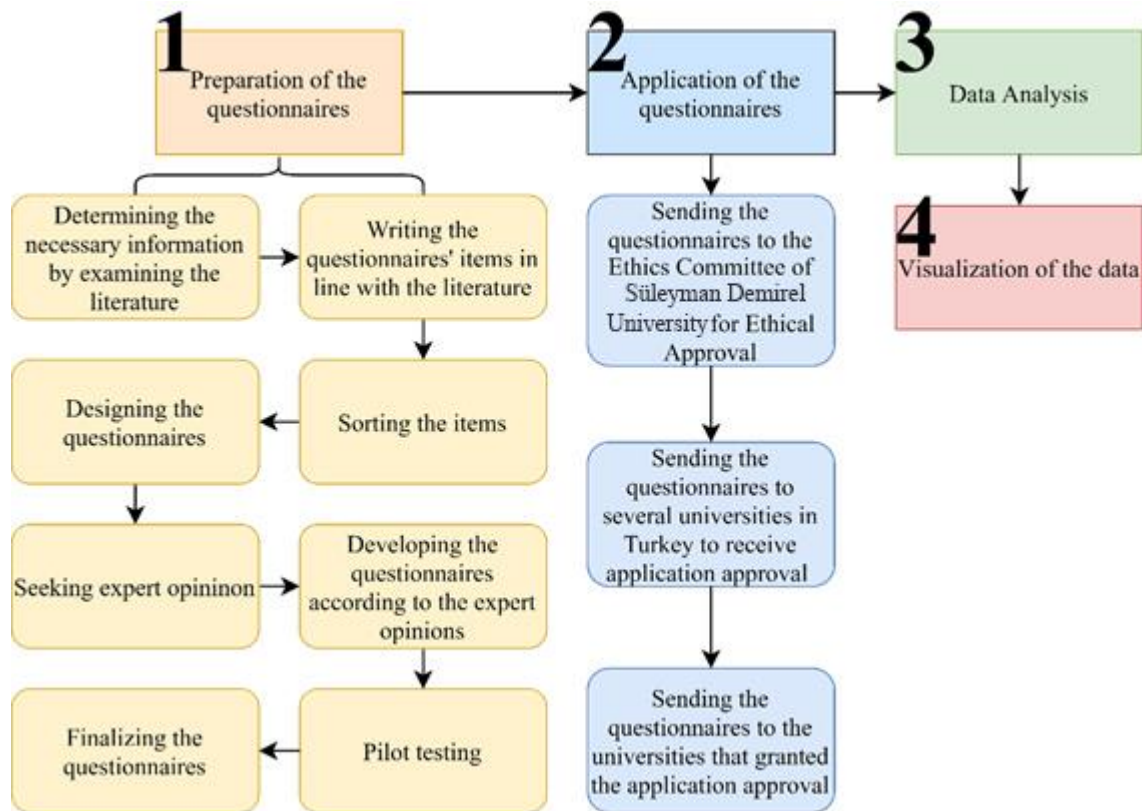 1
Preparation of the
questionnaires
2
Application of the
questionnaires
3
Data Analysis
Determining the
necessary information
by examining the
literature
Writing the
questionnaires' items in
line with the literature
Sending the
questionnaires to the
Ethics Committee of
Süleyman Demirel
University for Ethical
Approval
4
Visualization of the data
Designing the
questionnaires
Sorting the items
Sending the
questionnaires to
several universities in
Turkey to receive
application approval
Seeking expert opininon
Developing the
questionnaires
according to the expert
opinions
Finalizing the
questionnaires
Pilot testing
Sending the
questionnaires to the
universities that granted
the application approval